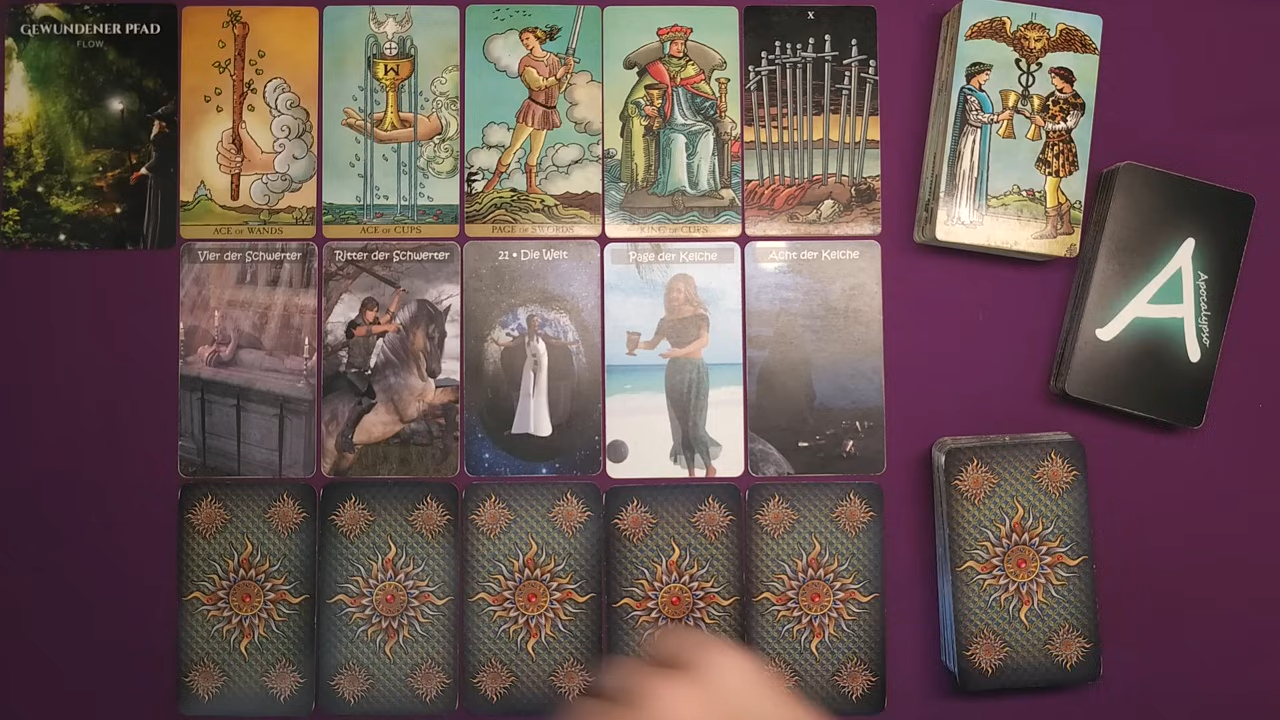 GEWUNDENER PFAD
FLOW
ACE OF WANDS
ACE OF CUPS
PAGE OF SWORDS
KING OF CUPS
X
II
Vier der Schwerter
Ritter der Schwerter
21 • Die Welt
Page der Kelche
Acht der Kelche
A
Apocalypso